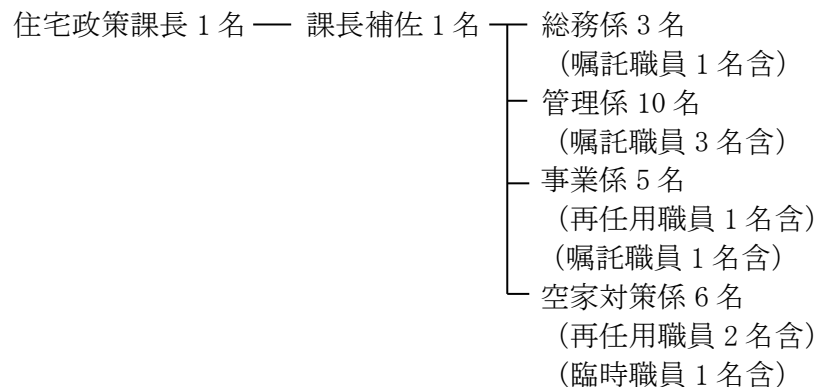 住宅政策課長 1 名 課長補佐 1 名 総務係 3 名
（嘱託職員 1 名含）
管理係 10 名
（嘱託職員 3 名含）
事業係 5 名
（再任用職員 1 名含）
（嘱託職員 1 名含）
空家対策係 6 名
（再任用職員 2 名含）
（臨時職員 1 名含）